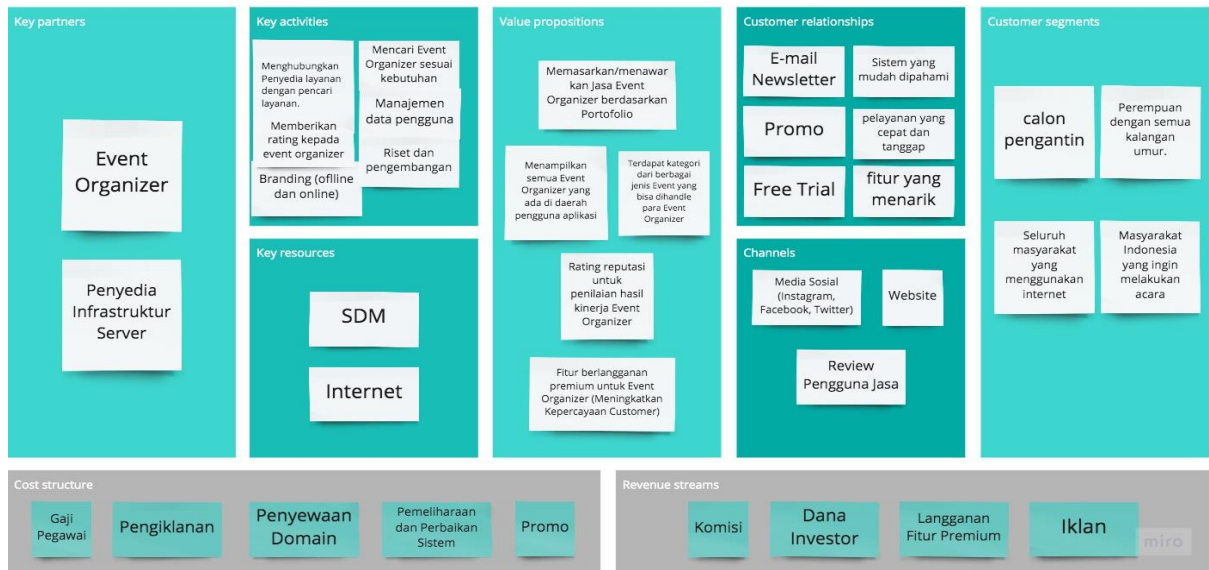 Key partners
Event
Organizer
Penyedia
Infrastruktur
Server
Key activities
Menghubungkan
Penyedia layanan
dengan pencari
layanan.
Memberikan
rating kepada
event organizer
Branding (oflline
dan online)
Mencari Event
Organizer sesuai
kebutuhan
Manajemen
data pengguna
Riset dan
pengembangan
Key resources
SDM
Internet
Value propositions
Memasarkan/menawar
kan Jasa Event
Organizer berdasarkan
Portofolio
Menampilkan
semua Event
Organizer yang
ada di daerah
pengguna aplikasi
Terdapat kategori
dari berbagai
jenis Event yang
bisa dihandle
para Event
Organizer
Rating reputasi
untuk
penilaian hasil
kinerja Event
Organizer
Fitur berlangganan
premium untuk Event
Organizer (Meningkatkan
Kepercayaan Customer)
Customer relationships
E-mail
Newsletter
Sistem yang
mudah dipahami
Promo
pelayanan yang
cepat dan
tanggap
Free Trial
fitur yang
menarik
Channels
Media Sosial
(Instagram,
Facebook, Twitter)
Website
Review
Pengguna Jasa
Customer segments
calon
pengantin
Perempuan
dengan semua
kalangan
umur.
Seluruh
masyarakat
yang
menggunakan
internet
Masyarakat
Indonesia
yang ingin
melakukan
acara
Cost structure
Gaji
Pegawai
Pengiklanan
Penyewaan
Domain
Pemeliharaan
dan Perbaikan
Sistem
Promo
Revenue streams
Komisi
Dana
Investor
Langganan
Fitur Premium
Iklan
miro